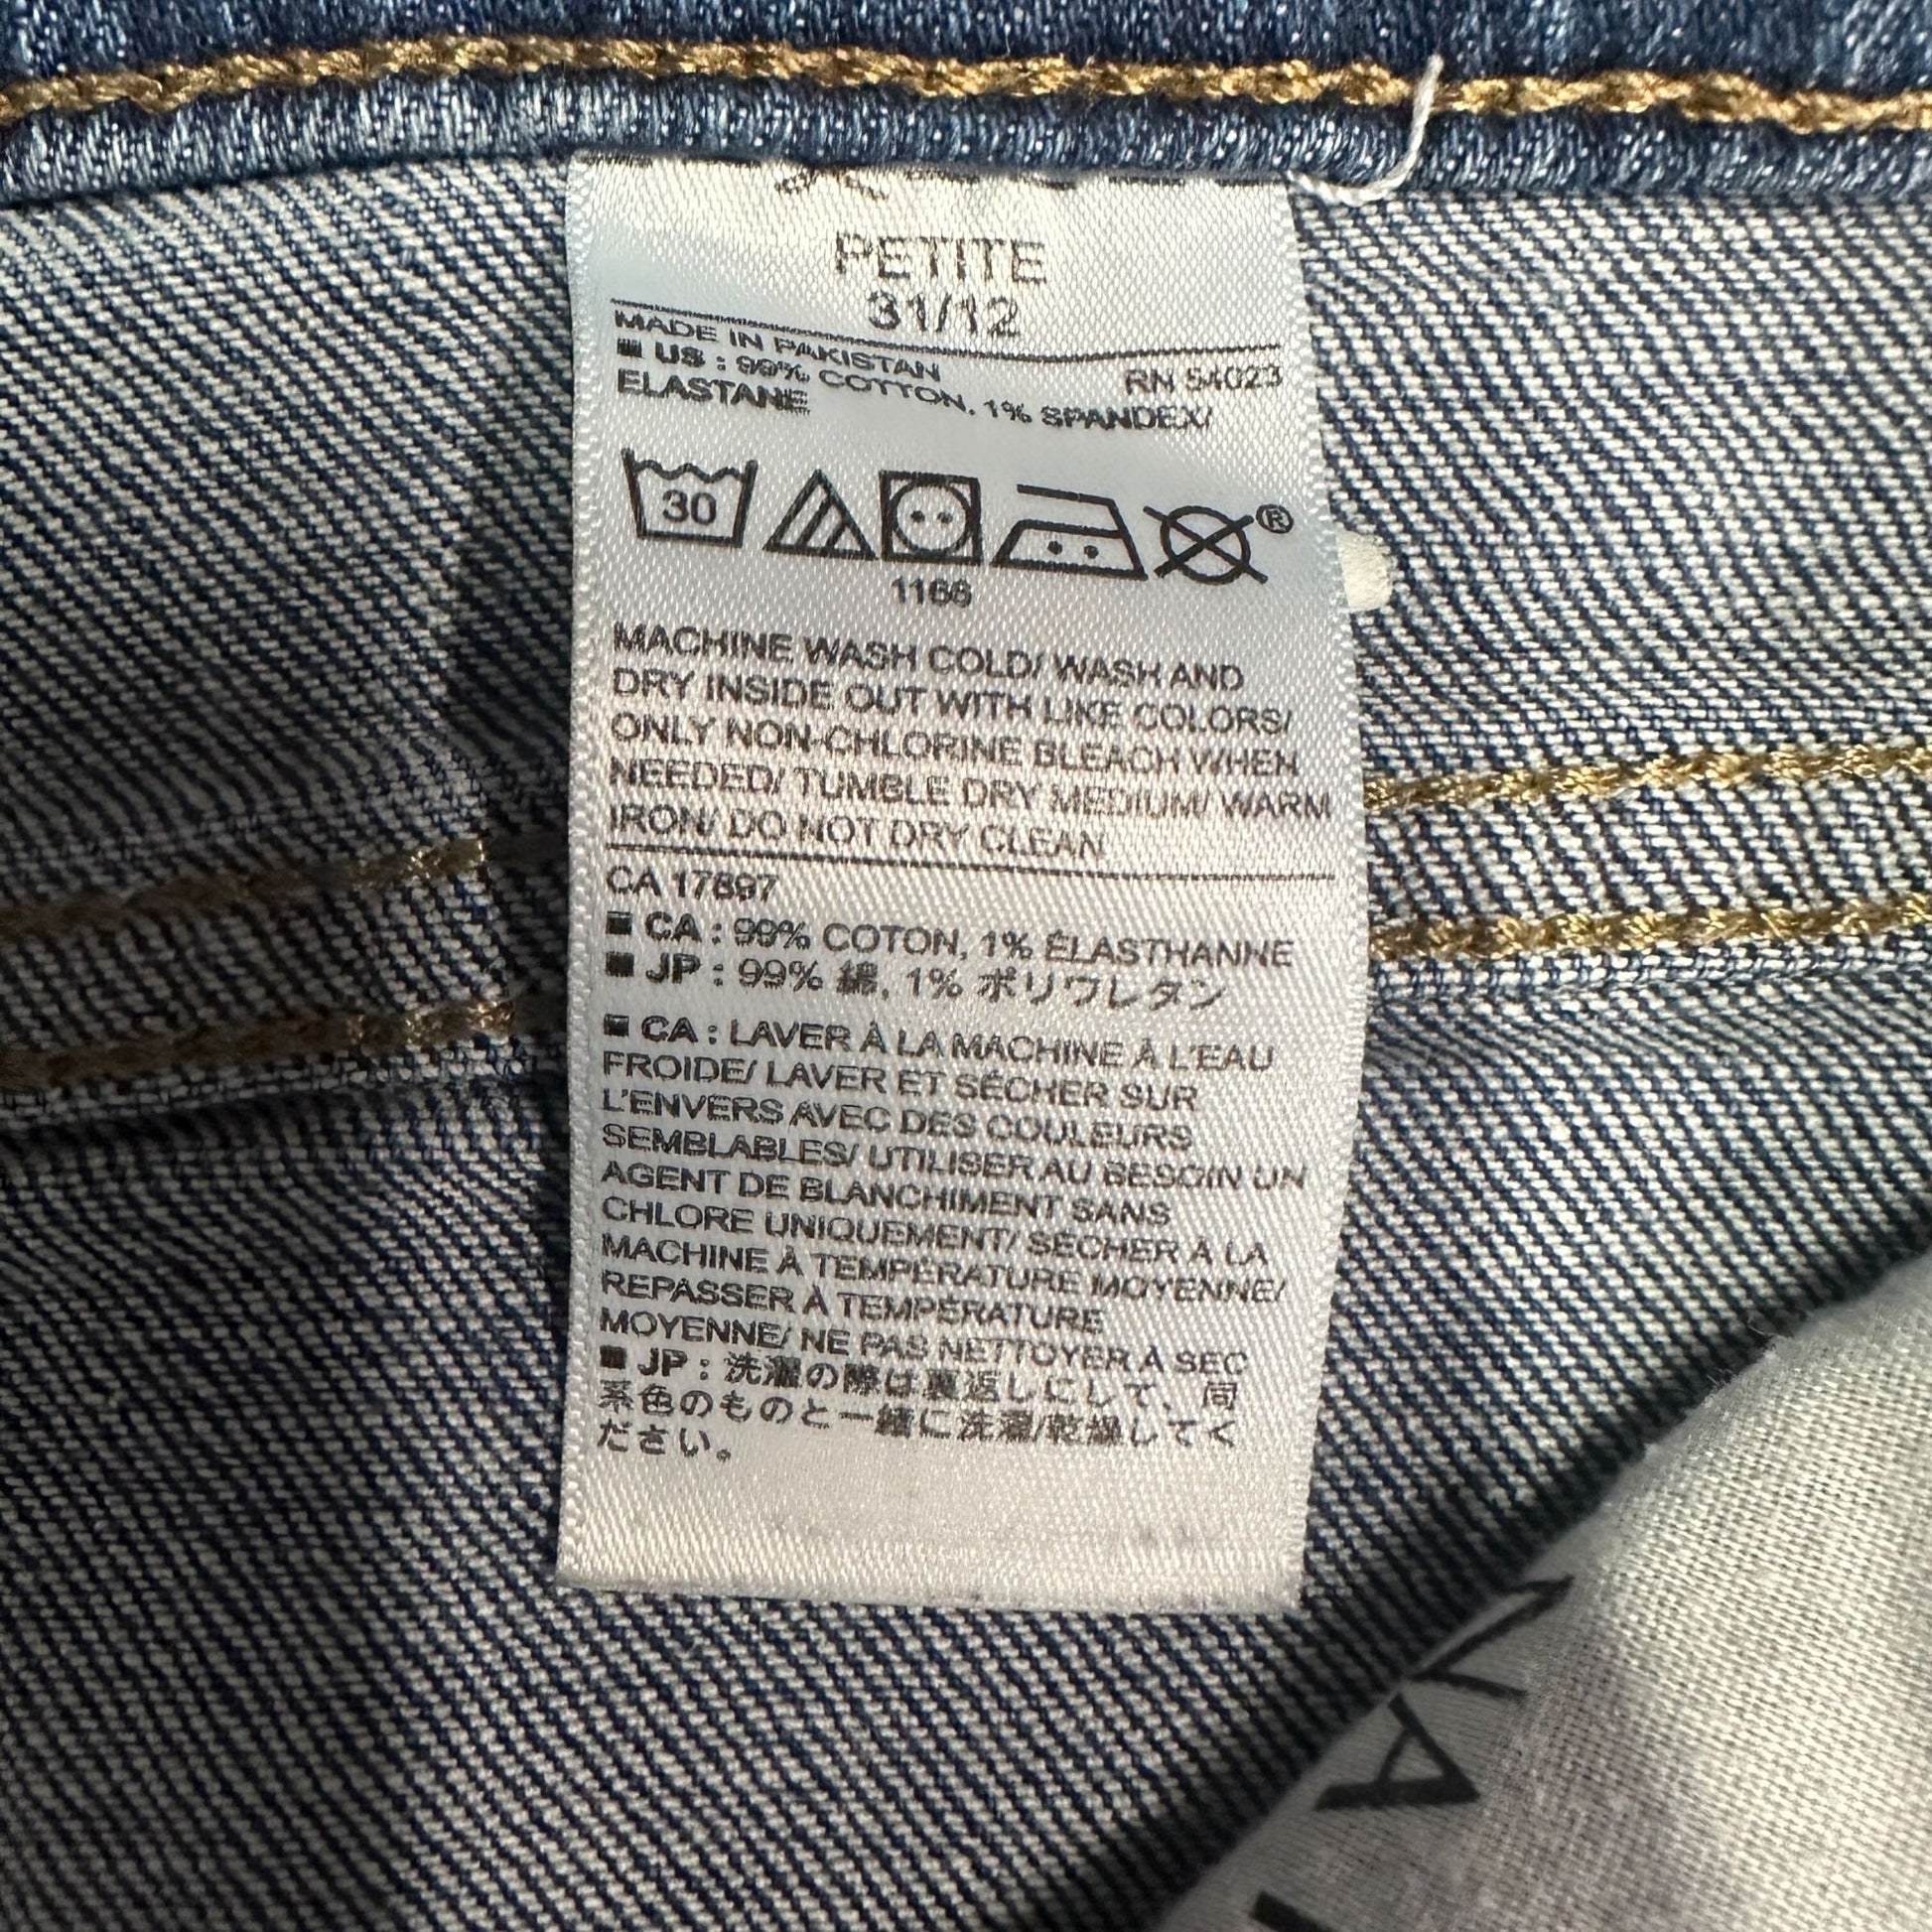 PETITE
31/12
MADE IN PAKISTAN
RN 54023
■ US : 99% COTTON, 1% SPANDEX/
ELASTANE
30
®
1166
MACHINE WASH COLD/ WASH AND
DRY INSIDE OUT WITH LIKE COLORS/
ONLY NON-CHLORINE BLEACH WHEN
NEEDED/ TUMBLE DRY MEDIUM/ WARM
IRON/ DO NOT DRY CLEAN
CA 17897
■ CA : 99% COTON, 1% ÉLASTHANNE
■ JP : 99% 綿, 1% ポリウレタン
■ CA : LAVER À LA MACHINE À L'EAU
FROIDE/ LAVER ET SÉCHER SUR
L'ENVERS AVEC DES COULEURS
SEMBLABLES/ UTILISER AU BESOIN UN
AGENT DE BLANCHIMENT SANS
CHLORE UNIQUEMENT/ SÉCHER À LA
MACHINE À TEMPÉRATURE MOYENNE/
REPASSER À TEMPÉRATURE
MOYENNE/ NE PAS NETTOYER À SEC
■ JP : 洗濯の際は裏返しにして、同
系色のものと一緒に洗濯/乾燥してく
ださい。